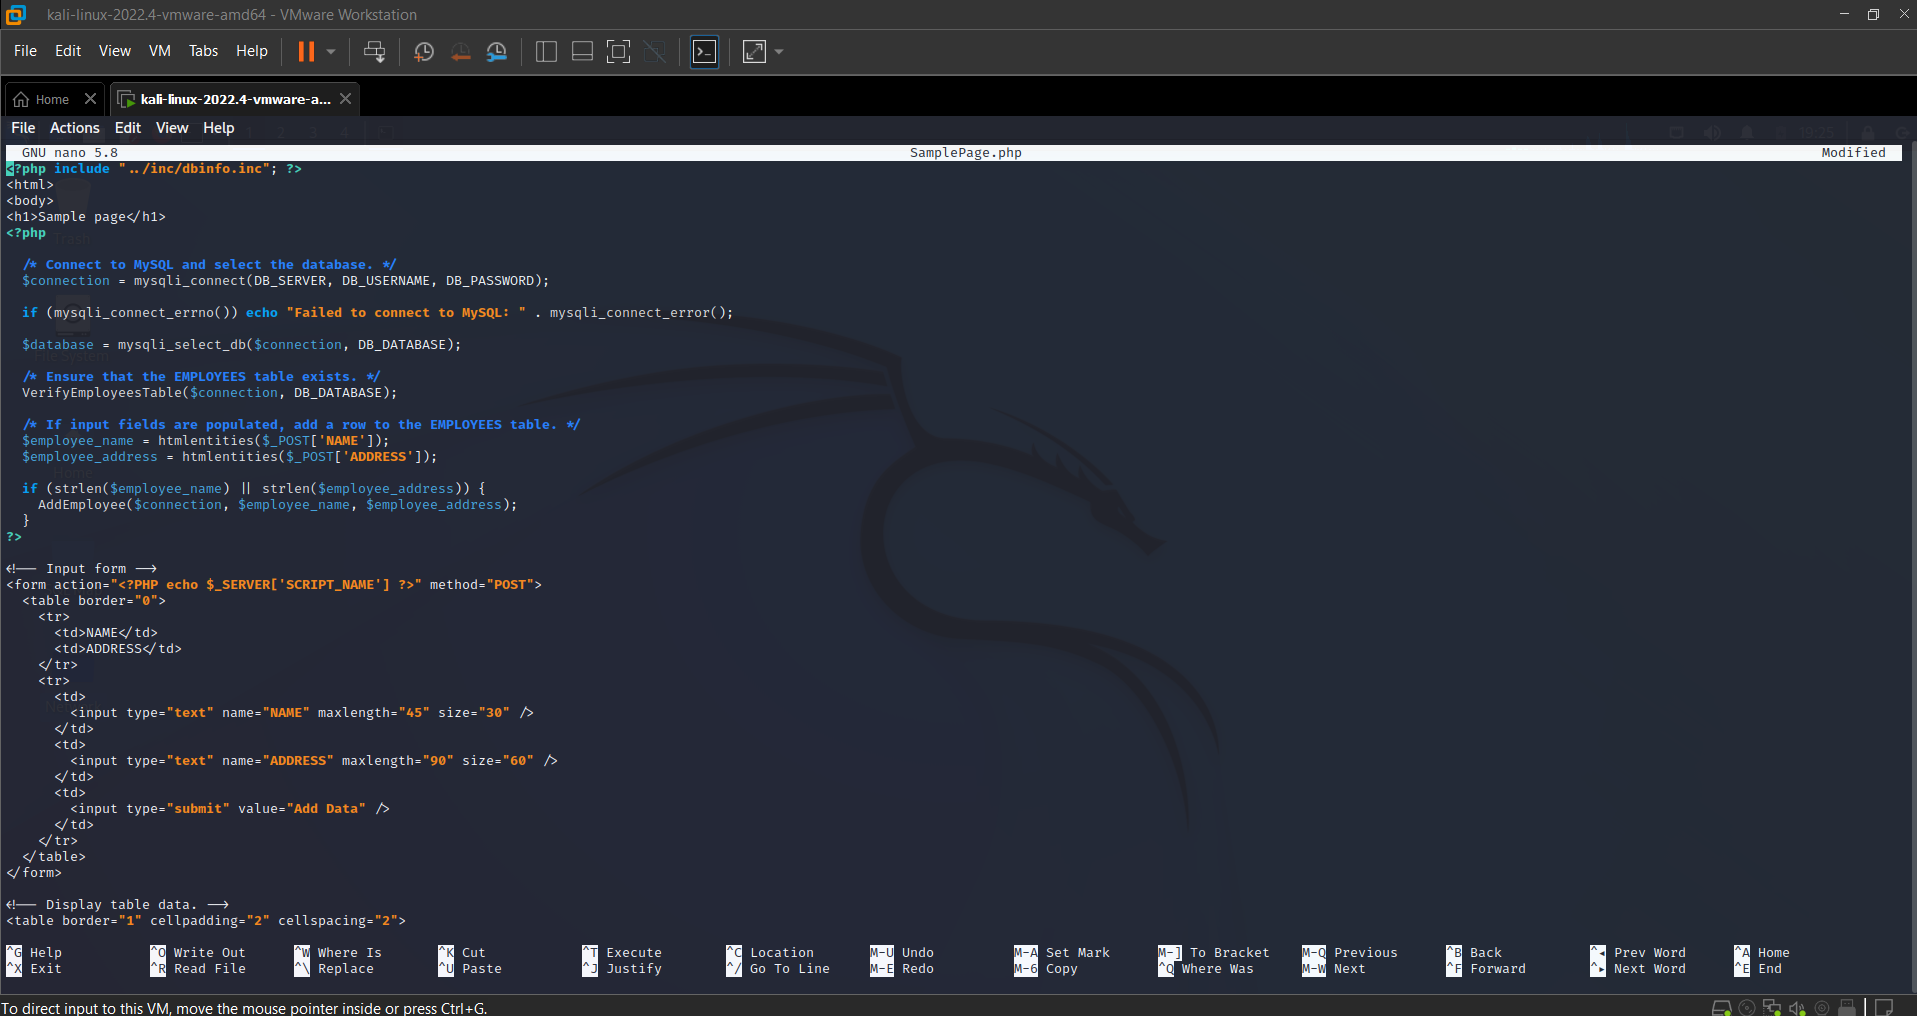 kali-linux-2022.4-vmware-amd64 - VMware Workstation
File Edit View VM Tabs Help
Home kali-linux-2022.4-vmware-a...
File Actions Edit View Help
1 2 3 4 19:25
GNU nano 5.8 SamplePage.php Modified
<?php include "../inc/dbinfo.inc"; ?>
<html>
<body>
<h1>Sample page</h1>
<?php
Trash
/* Connect to MySQL and select the database. */
$connection = mysqli_connect(DB_SERVER, DB_USERNAME, DB_PASSWORD);
if (mysqli_connect_errno()) echo "Failed to connect to MySQL: " . mysqli_connect_error();
$database = mysqli_select_db($connection, DB_DATABASE);
File System
/* Ensure that the EMPLOYEES table exists. */
VerifyEmployeesTable($connection, DB_DATABASE);
/* If input fields are populated, add a row to the EMPLOYEES table. */
$employee_name = htmlentities($_POST['NAME']);
$employee_address = htmlentities($_POST['ADDRESS']);
Home
if (strlen($employee_name) || strlen($employee_address)) {
AddEmployee($connection, $employee_name, $employee_address);
}
?>
<!-- Input form -->
<form action="<?PHP echo $_SERVER['SCRIPT_NAME'] ?>" method="POST">
<table border="0">
<tr>
<td>NAME</td>
<td>ADDRESS</td>
</tr>
<tr>
<td>
<input type="text" name="NAME" maxlength="45" size="30" />
</td>
<td>
<input type="text" name="ADDRESS" maxlength="90" size="60" />
</td>
<td>
<input type="submit" value="Add Data" />
</td>
</tr>
</table>
</form>
<!-- Display table data. -->
<table border="1" cellpadding="2" cellspacing="2">
^G Help ^O Write Out ^W Where Is ^K Cut ^T Execute ^C Location M-U Undo M-A Set Mark M-] To Bracket M-Q Previous ^B Back ^◂ Prev Word ^A Home
^X Exit ^R Read File ^\ Replace ^U Paste ^J Justify ^/ Go To Line M-E Redo M-6 Copy ^Q Where Was M-W Next ^F Forward ^▸ Next Word ^E End
To direct input to this VM, move the mouse pointer inside or press Ctrl+G.